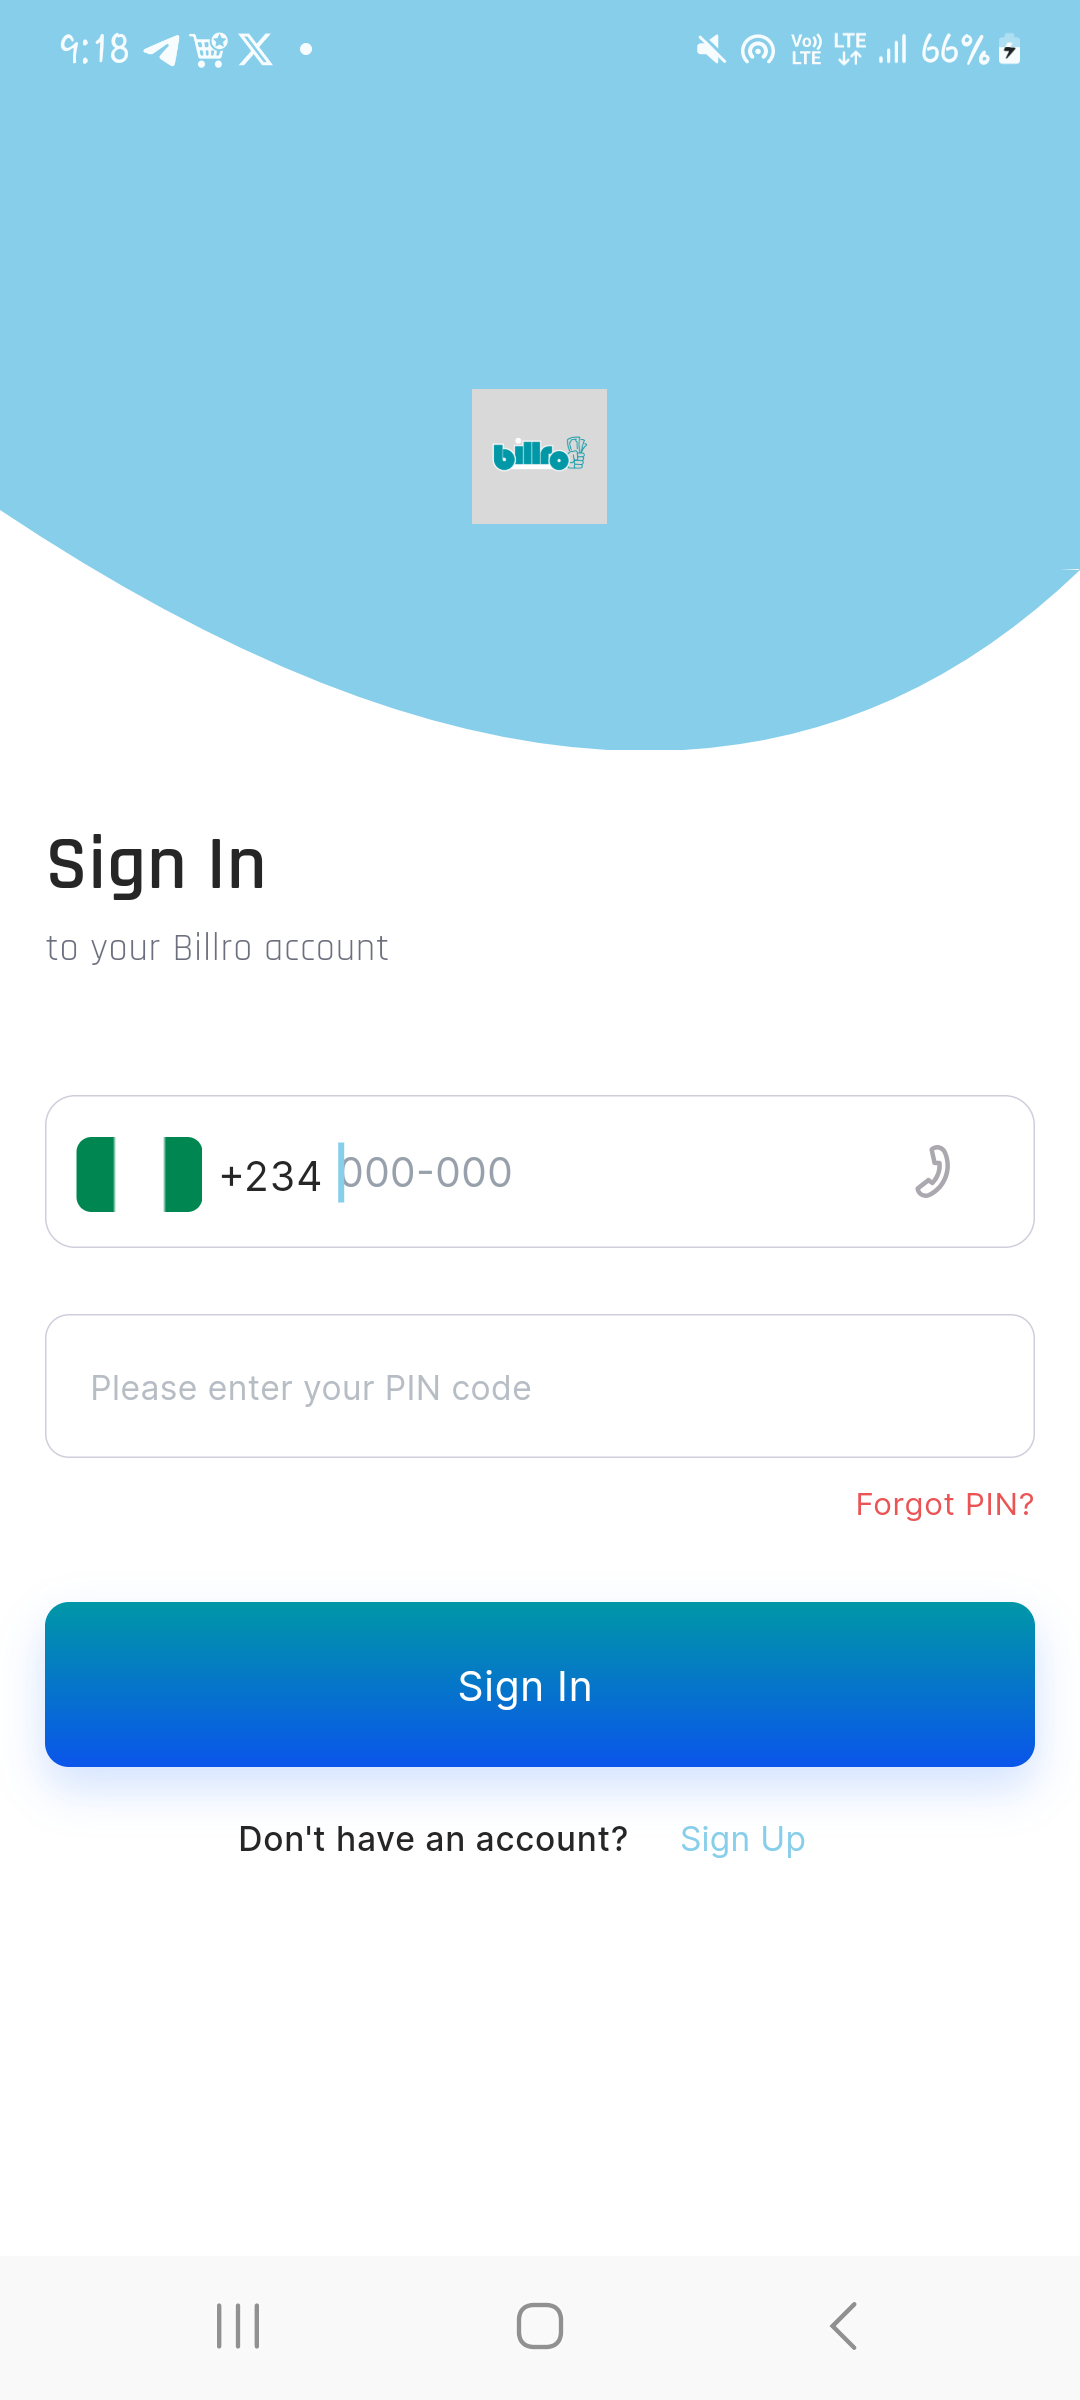 9:18 Vo)) LTE LTE 66%
billro
Sign In
to your Billro account
+234 000-000
Please enter your PIN code
Forgot PIN?
Sign In
Don't have an account? Sign Up